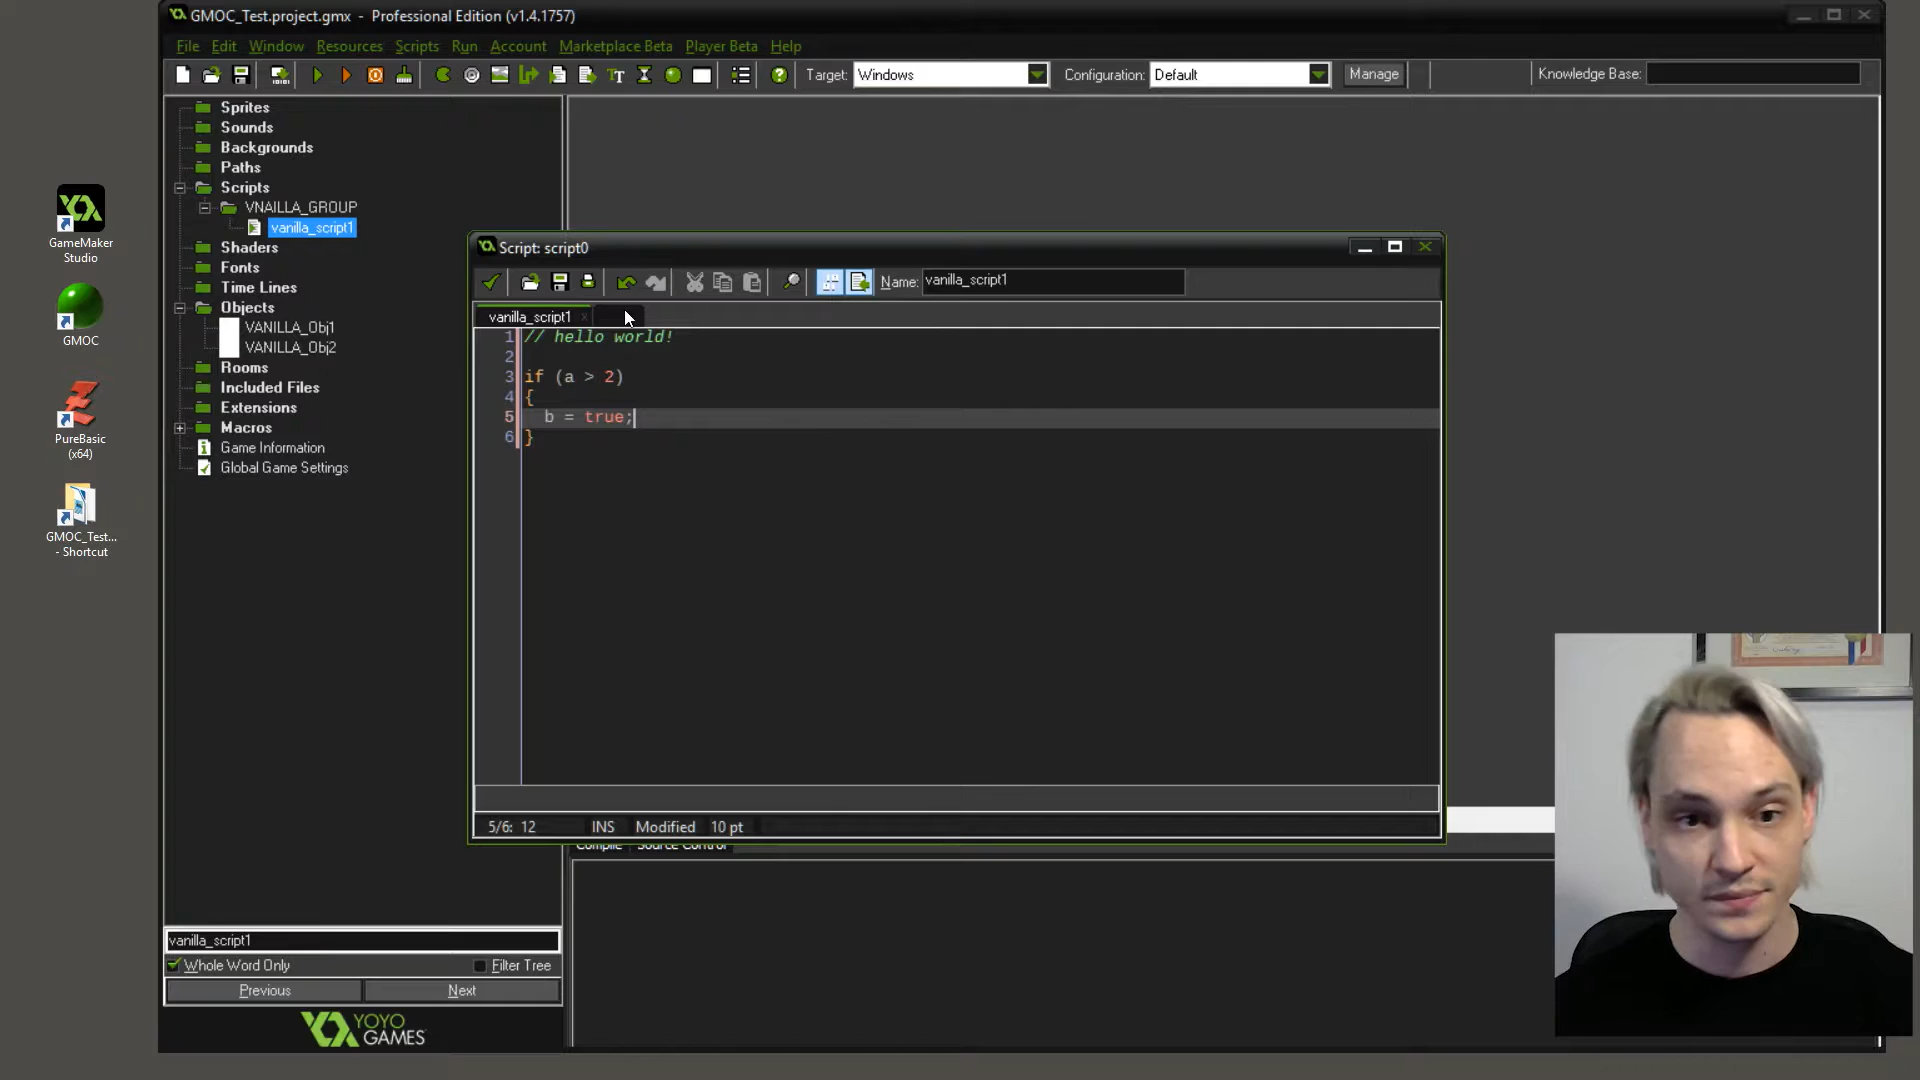 GMOC_Test.project.gmx - Professional Edition (v1.4.1757)
File Edit Window Resources Scripts Run Account Marketplace Beta Player Beta Help
Target: Windows Configuration: Default Manage Knowledge Base:
Sprites
Sounds
Backgrounds
Paths
Scripts
VNAILLA_GROUP
vanilla_script1
Shaders
Fonts
Time Lines
Objects
VANILLA_Obj1
VANILLA_Obj2
Rooms
Included Files
Extensions
Macros
Game Information
Global Game Settings
GameMaker
Studio
GMOC
PureBasic
(x64)
GMOC_Test...
- Shortcut
Script: script0
Name: vanilla_script1
vanilla_script1
1 // hello world!
2
3 if (a > 2)
4 {
5 b = true;
6 }
5/6: 12 INS Modified 10 pt
Compile Source Control
vanilla_script1
Whole Word Only Filter Tree
Previous Next
YOYO
GAMES